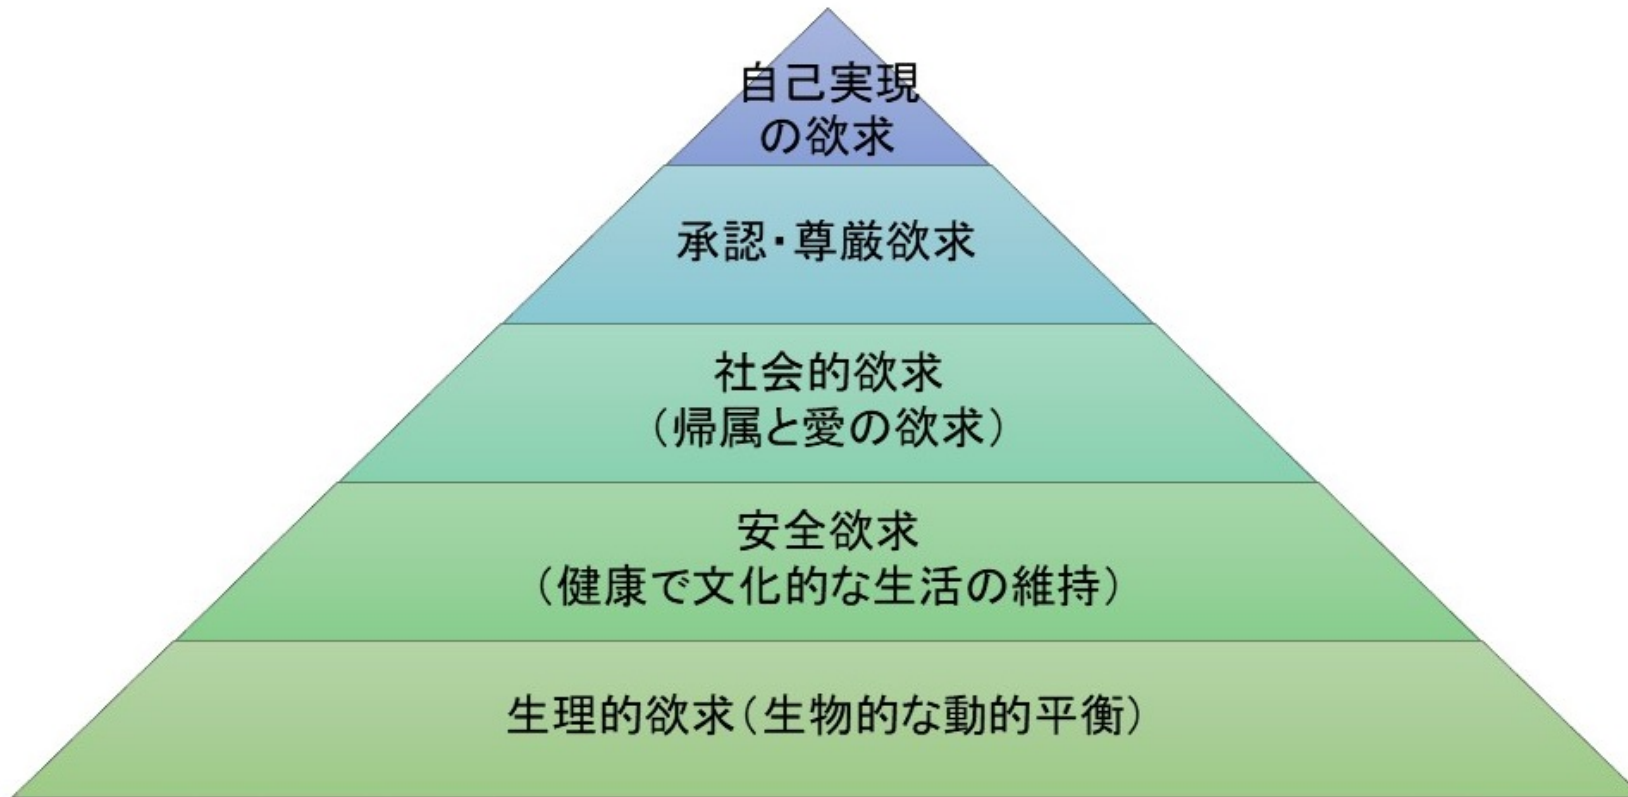 自己実現
の欲求
承認・尊厳欲求
社会的欲求
（帰属と愛の欲求）
安全欲求
（健康で文化的な生活の維持）
生理的欲求（生物的な動的平衡）